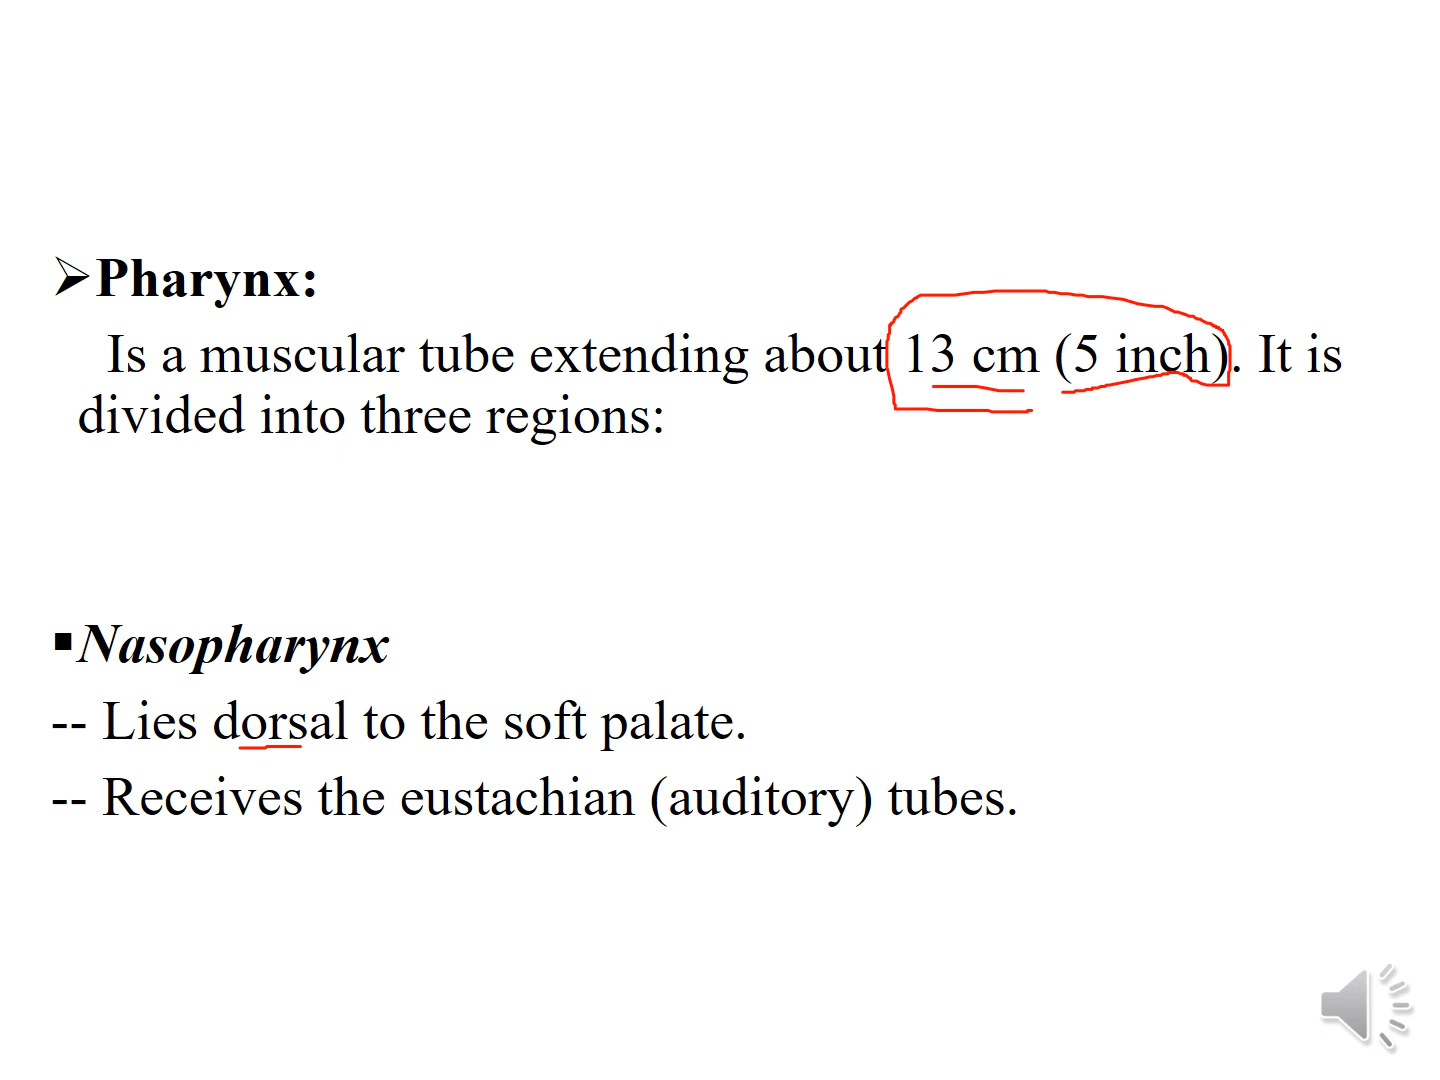 ➢Pharynx:
Is a muscular tube extending about 13 cm (5 inch). It is
divided into three regions:
▪Nasopharynx
-- Lies dorsal to the soft palate.
-- Receives the eustachian (auditory) tubes.